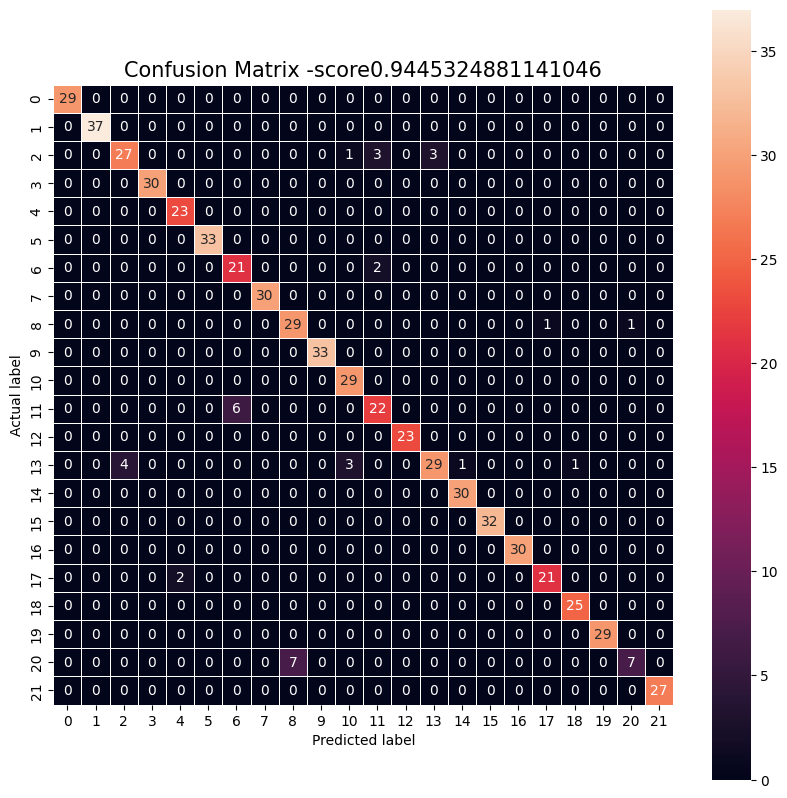 Confusion Matrix -score0.9445324881141046
0 29 0 0 0 0 0 0 0 0 0 0 0 0 0 0 0 0 0 0 0 0 0
1 0 37 0 0 0 0 0 0 0 0 0 0 0 0 0 0 0 0 0 0 0 0
2 0 0 27 0 0 0 0 0 0 0 1 3 0 3 0 0 0 0 0 0 0 0
3 0 0 0 30 0 0 0 0 0 0 0 0 0 0 0 0 0 0 0 0 0 0
4 0 0 0 0 23 0 0 0 0 0 0 0 0 0 0 0 0 0 0 0 0 0
5 0 0 0 0 0 33 0 0 0 0 0 0 0 0 0 0 0 0 0 0 0 0
6 0 0 0 0 0 0 21 0 0 0 0 2 0 0 0 0 0 0 0 0 0 0
7 0 0 0 0 0 0 0 30 0 0 0 0 0 0 0 0 0 0 0 0 0 0
8 0 0 0 0 0 0 0 0 29 0 0 0 0 0 0 0 0 1 0 0 1 0
9 0 0 0 0 0 0 0 0 0 33 0 0 0 0 0 0 0 0 0 0 0 0
10 0 0 0 0 0 0 0 0 0 0 29 0 0 0 0 0 0 0 0 0 0 0
11 0 0 0 0 0 0 6 0 0 0 0 22 0 0 0 0 0 0 0 0 0 0
12 0 0 0 0 0 0 0 0 0 0 0 0 23 0 0 0 0 0 0 0 0 0
13 0 0 4 0 0 0 0 0 0 0 3 0 0 29 1 0 0 0 1 0 0 0
14 0 0 0 0 0 0 0 0 0 0 0 0 0 0 30 0 0 0 0 0 0 0
15 0 0 0 0 0 0 0 0 0 0 0 0 0 0 0 32 0 0 0 0 0 0
16 0 0 0 0 0 0 0 0 0 0 0 0 0 0 0 0 30 0 0 0 0 0
17 0 0 0 0 2 0 0 0 0 0 0 0 0 0 0 0 0 21 0 0 0 0
18 0 0 0 0 0 0 0 0 0 0 0 0 0 0 0 0 0 0 25 0 0 0
19 0 0 0 0 0 0 0 0 0 0 0 0 0 0 0 0 0 0 0 29 0 0
20 0 0 0 0 0 0 0 0 7 0 0 0 0 0 0 0 0 0 0 0 7 0
21 0 0 0 0 0 0 0 0 0 0 0 0 0 0 0 0 0 0 0 0 0 27
0 1 2 3 4 5 6 7 8 9 10 11 12 13 14 15 16 17 18 19 20 21
Predicted label
Actual label
35
30
25
20
15
10
5
0